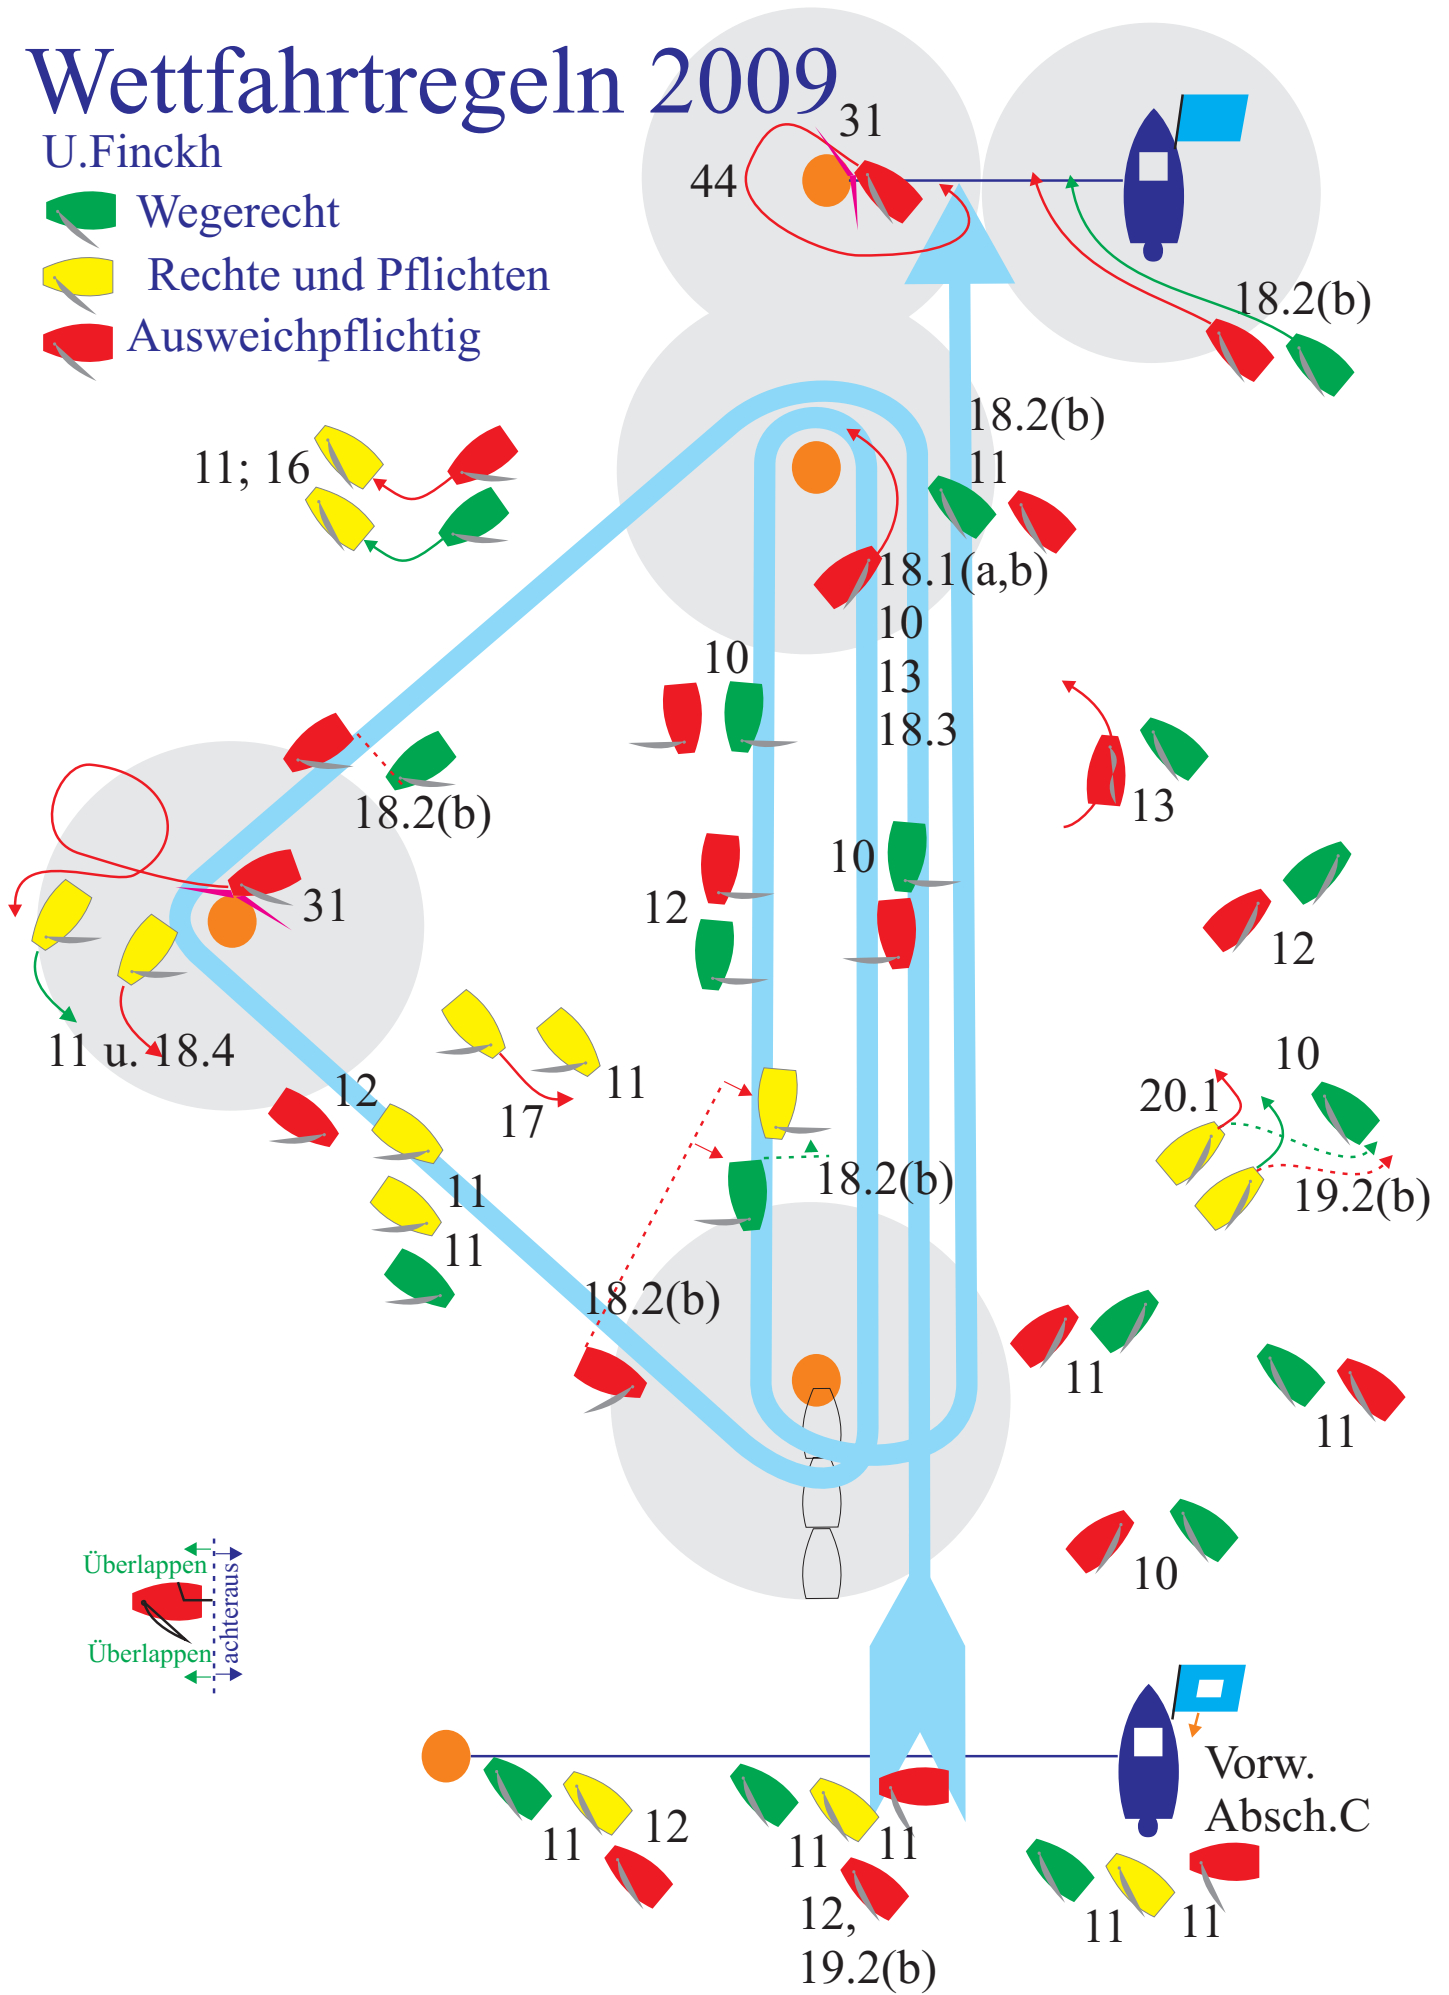 Wettfahrtregeln 2009
U.Finckh
Wegerecht
Rechte und Pflichten
Ausweichpflichtig
31
44
18.2(b)
18.2(b)
11
11; 16
18.1(a,b)
10
13
18.3
10
18.2(b)
13
10
12
12
31
11 u. 18.4
12
11
17
11
11
10
20.1
19.2(b)
18.2(b)
18.2(b)
11
11
10
Überlappen
achteraus
Überlappen
Vorw.
Absch.C
11
12
11
11
12,
19.2(b)
11
11